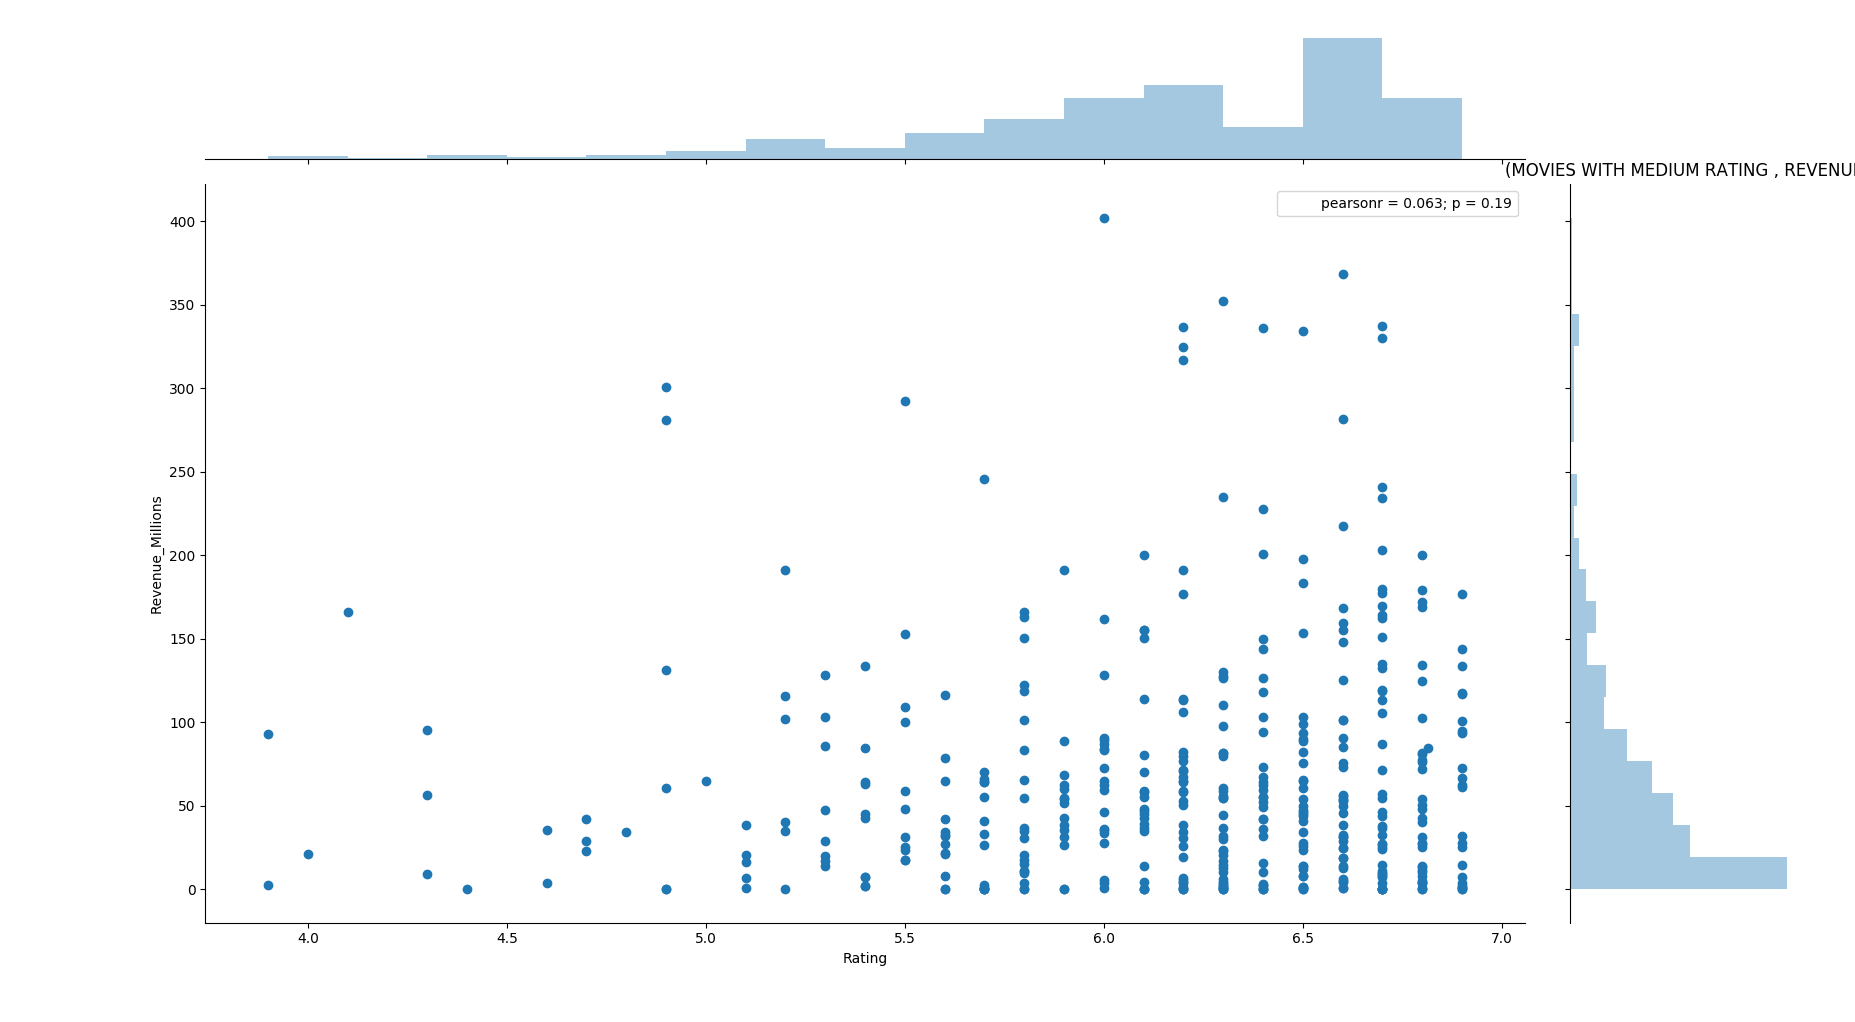 (MOVIES WITH MEDIUM RATING , REVENU
pearsonr = 0.063; p = 0.19
400
350
300
250
200
150
100
50
0
Revenue_Millions
4.0 4.5 5.0 5.5 6.0 6.5 7.0
Rating